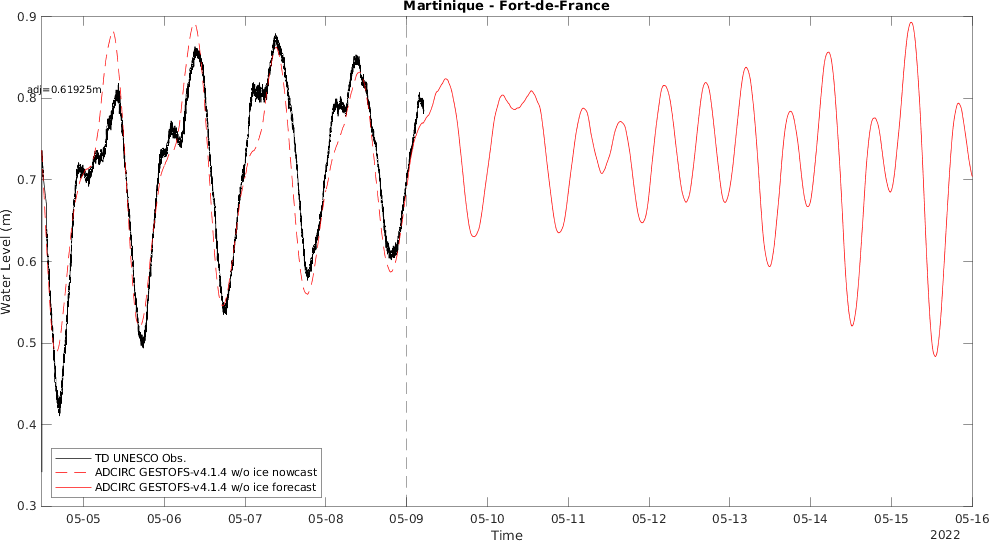 Martinique - Fort-de-France
0.9
adj=0.61925m
0.8
0.7
0.6
0.5
0.4
0.3
Water Level (m)
TD UNESCO Obs.
ADCIRC GESTOFS-v4.1.4 w/o ice nowcast
ADCIRC GESTOFS-v4.1.4 w/o ice forecast
05-05 05-06 05-07 05-08 05-09 05-10 05-11 05-12 05-13 05-14 05-15 05-16
Time
2022